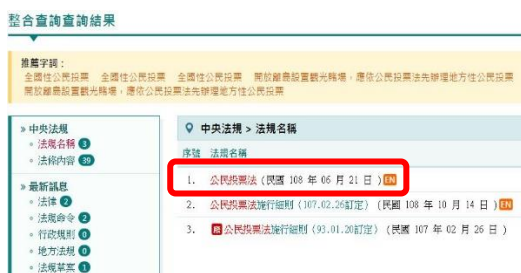 整合查詢查詢結果
推薦字詞：
全國性公民投票 全國性公民投票 全國性公民投票 開放離島設置觀光賭場，應依公民投票法先辦理地方性公民投票
開放離島設置觀光賭場，應依公民投票法先辦理地方性公民投票
» 中央法規
法規名稱 3
法條內容 39
» 最新訊息
法律 2
法規命令 2
行政規則 0
地方法規 0
法規草案 1
中央法規 > 法規名稱
序號 法規名稱
1. 公民投票法 (民國 108 年 06 月 21 日) EN
2. 公民投票法施行細則 (107.02.26訂定) (民國 108 年 10 月 14 日) EN
3. 廢 公民投票法施行細則 (93.01.20訂定) (民國 107 年 02 月 26 日)